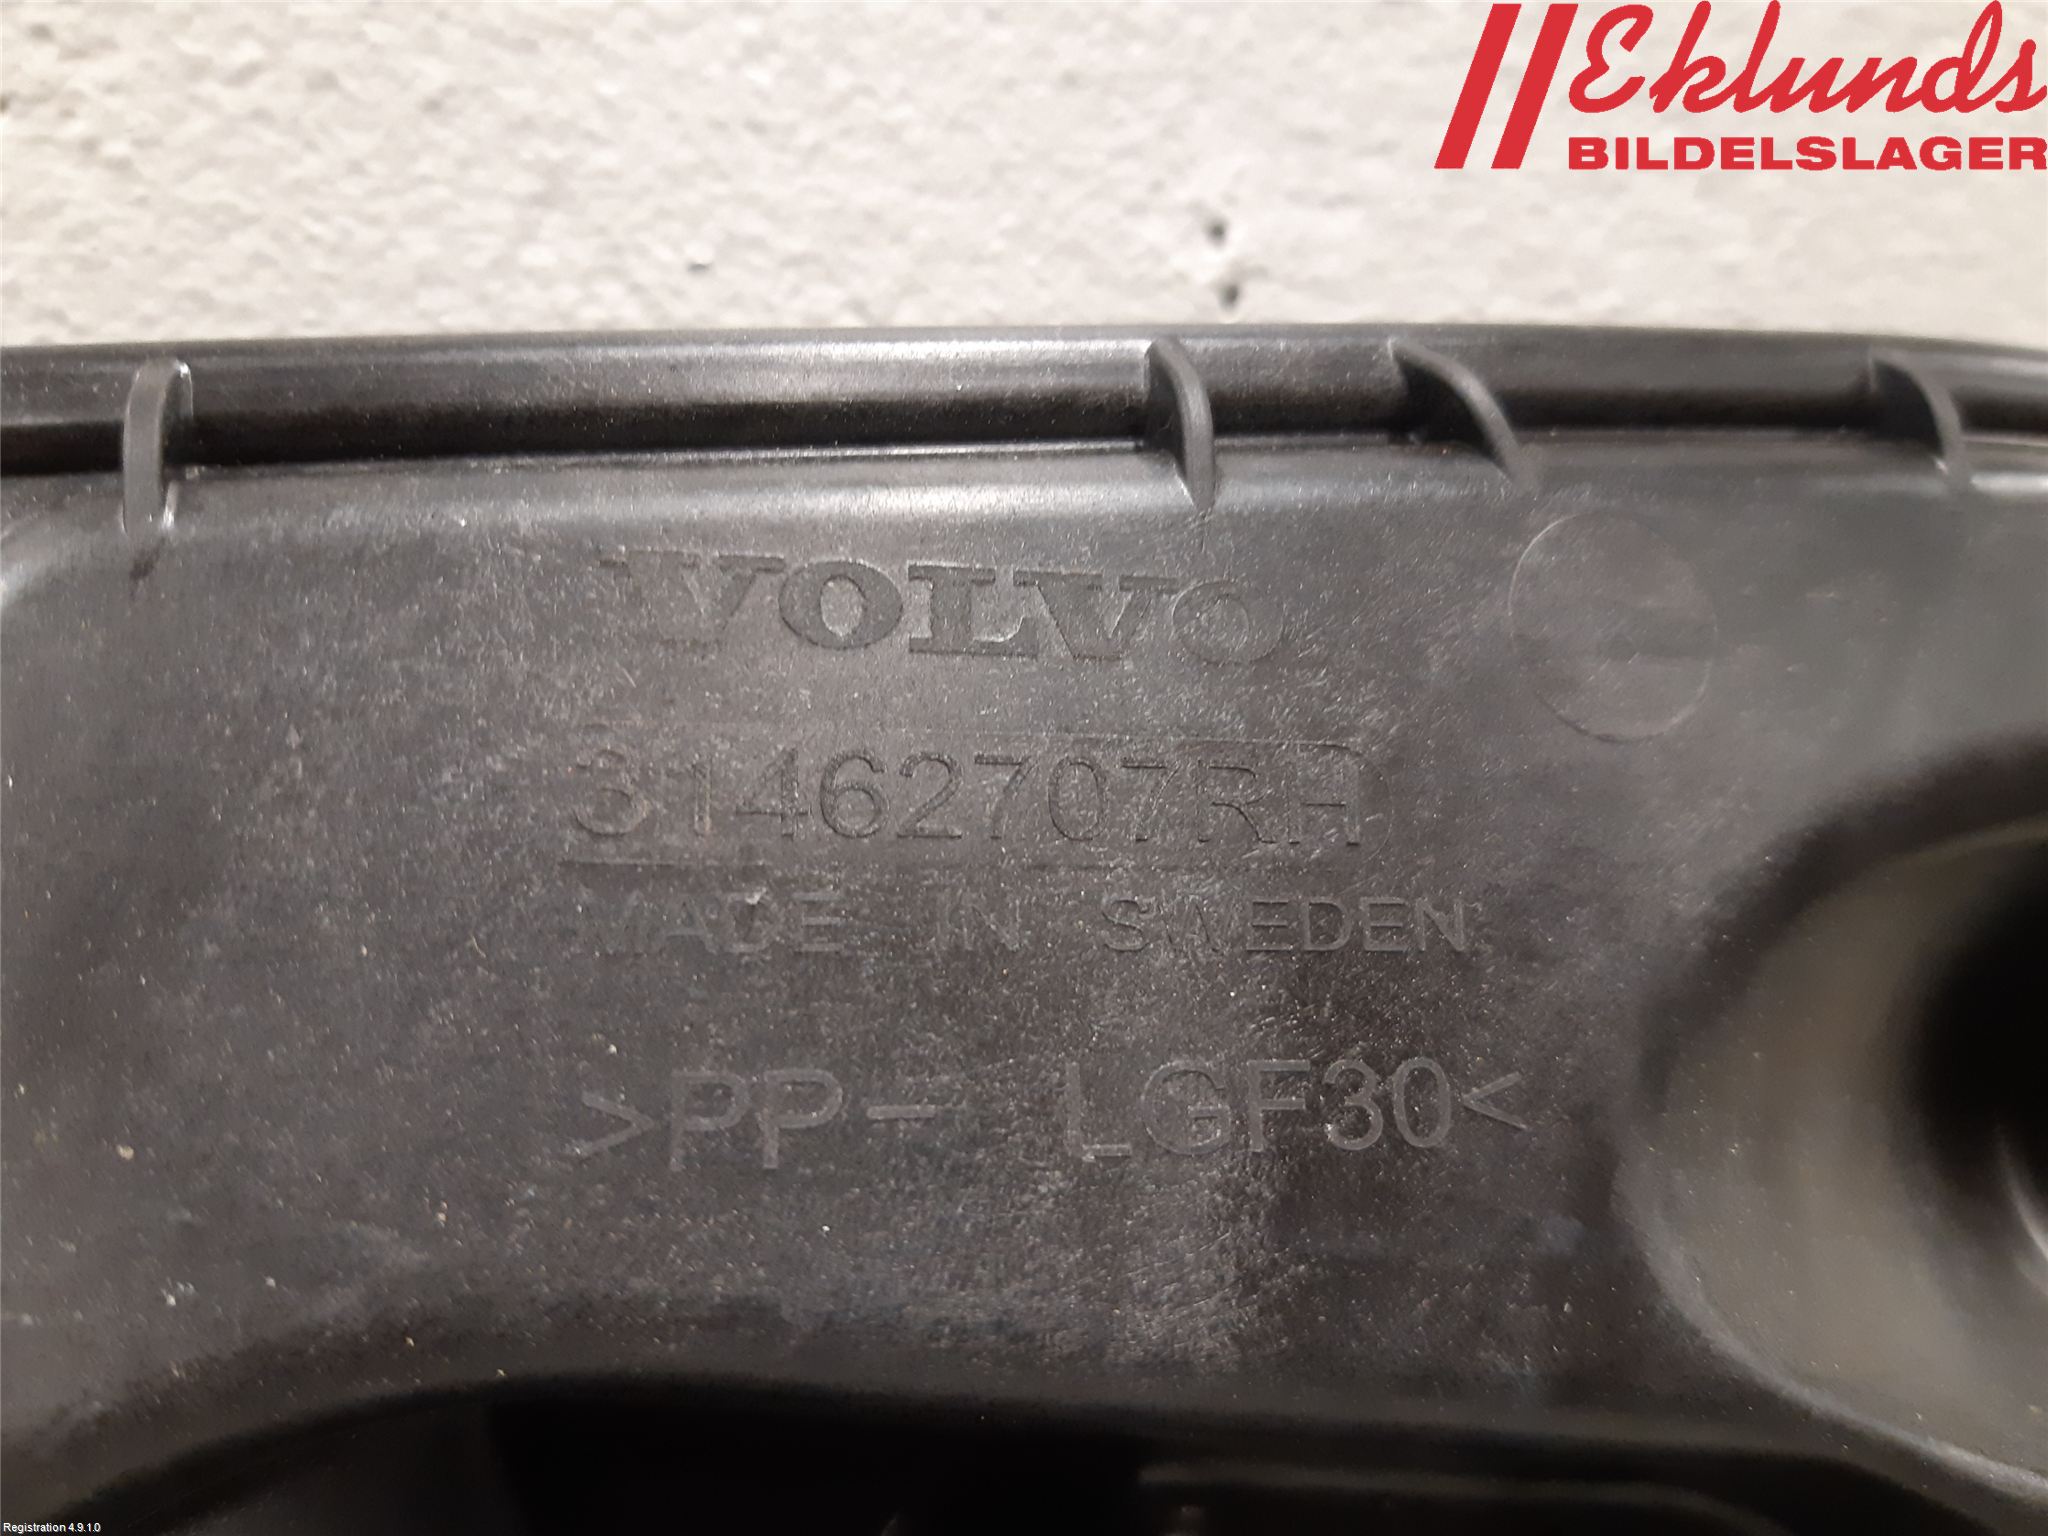 Eklunds
BILDELSLAGER
VOLVO
31462707RH
MADE IN SWEDEN
>PP- LGF30<
Registration 4.9.1.0